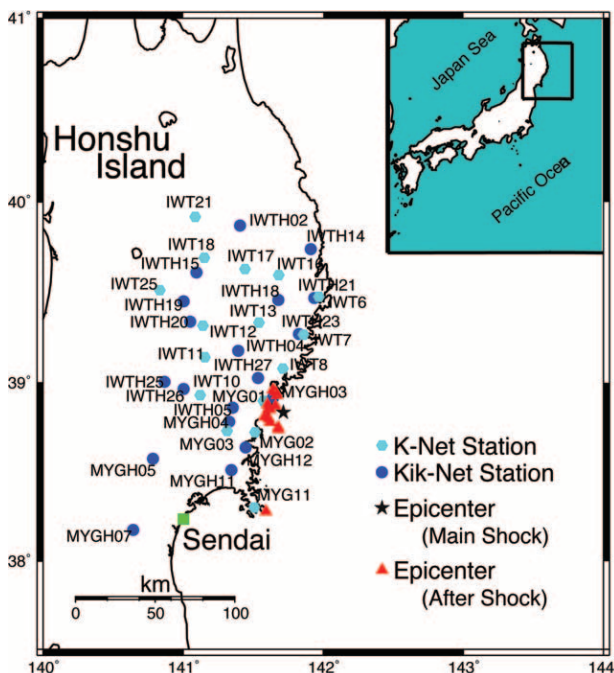 41°
Japan Sea
Pacific Ocea
Honshu
Island
40°
IWT21
IWTH02
IWTH14
IWT18
IWT17
IWTH15
IWT16
IWT25
IWTH18
IWTH21
IWTH19
IWT13
IWT6
IWTH20
IWTH23
IWT12
IWT7
IWTH04
IWT11
IWT8
IWTH27
IWTH25
IWT10
39°
MYGH03
IWTH26
MYG01
IWTH05
MYGH04
MYG03
MYG02
MYGH12
MYGH05
MYGH11
MYG11
MYGH07
Sendai
38°
km
0
50
100
K-Net Station
Kik-Net Station
Epicenter
(Main Shock)
Epicenter
(After Shock)
140°
141°
142°
143°
144